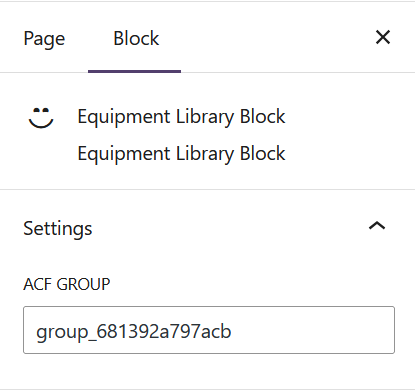 Page Block
Equipment Library Block
Equipment Library Block
Settings
ACF GROUP
group_681392a797acb